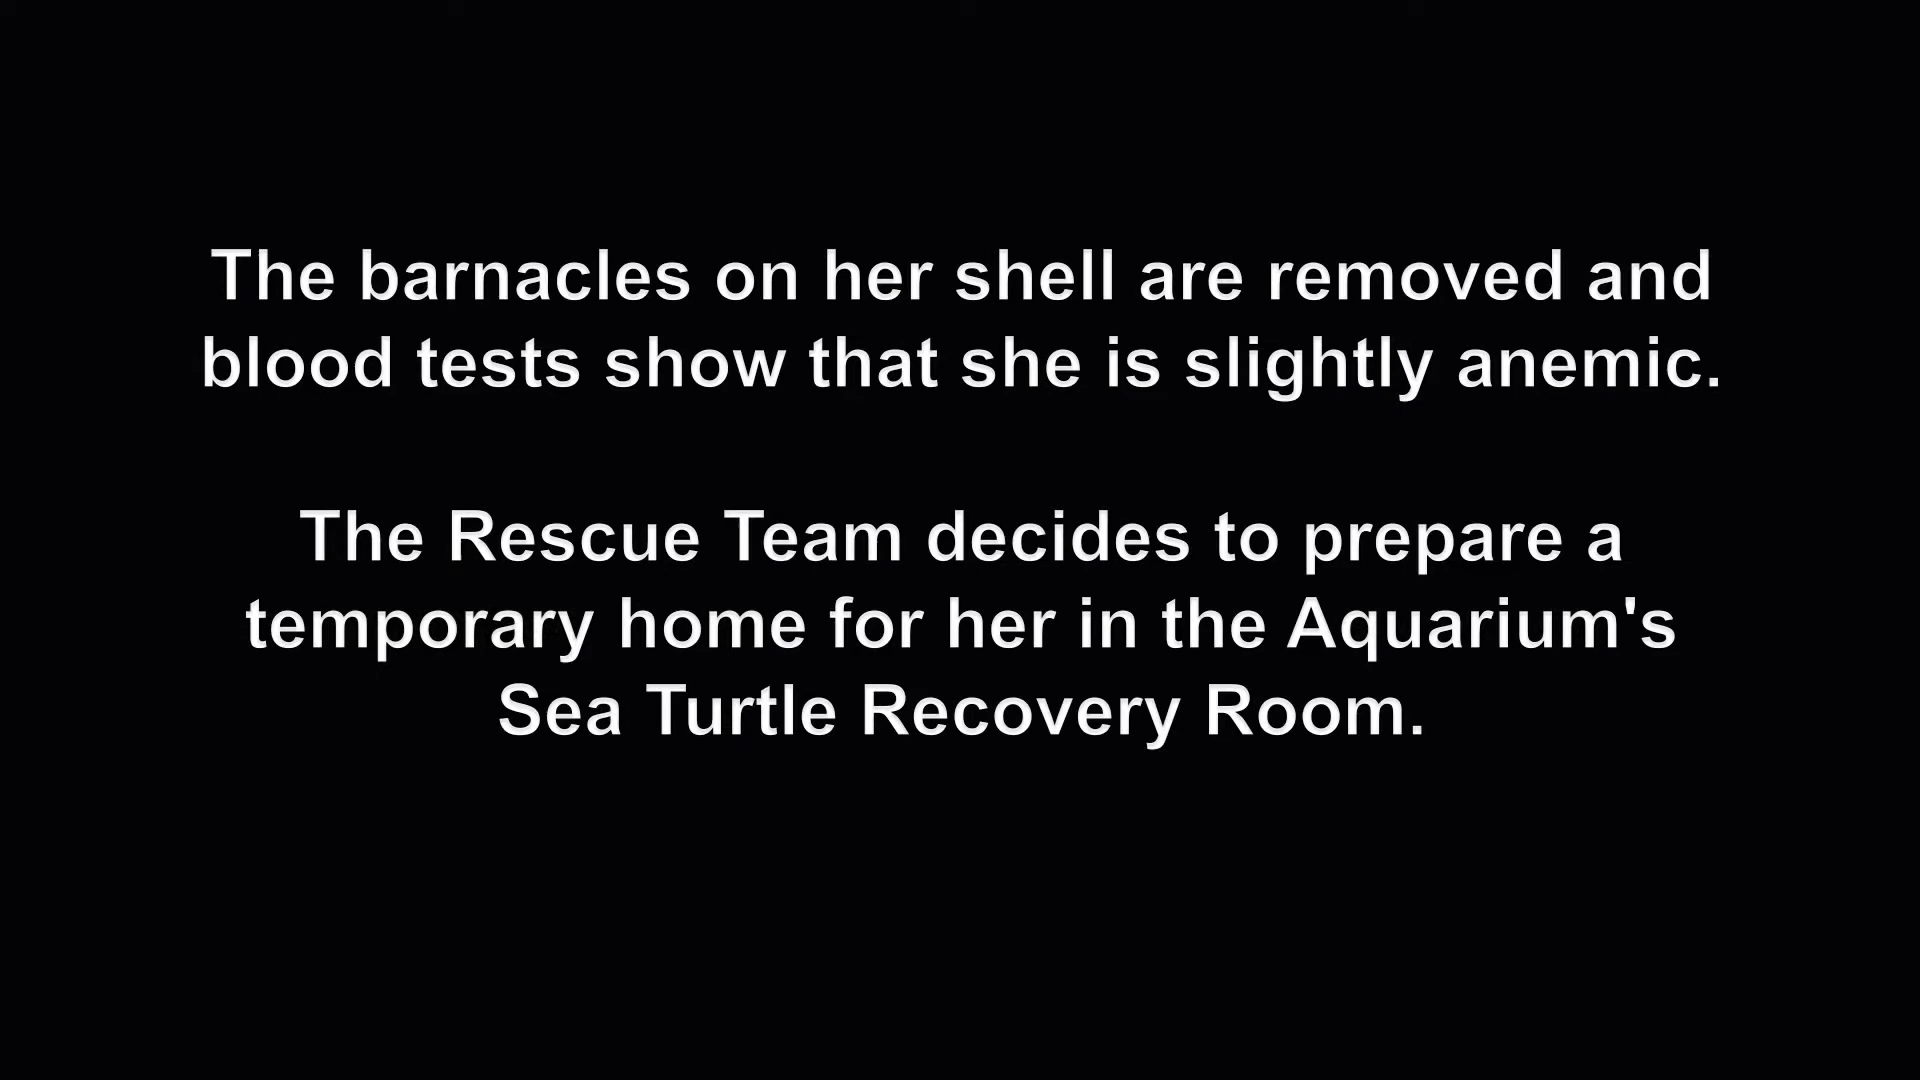 The barnacles on her shell are removed and
blood tests show that she is slightly anemic.
The Rescue Team decides to prepare a
temporary home for her in the Aquarium's
Sea Turtle Recovery Room.